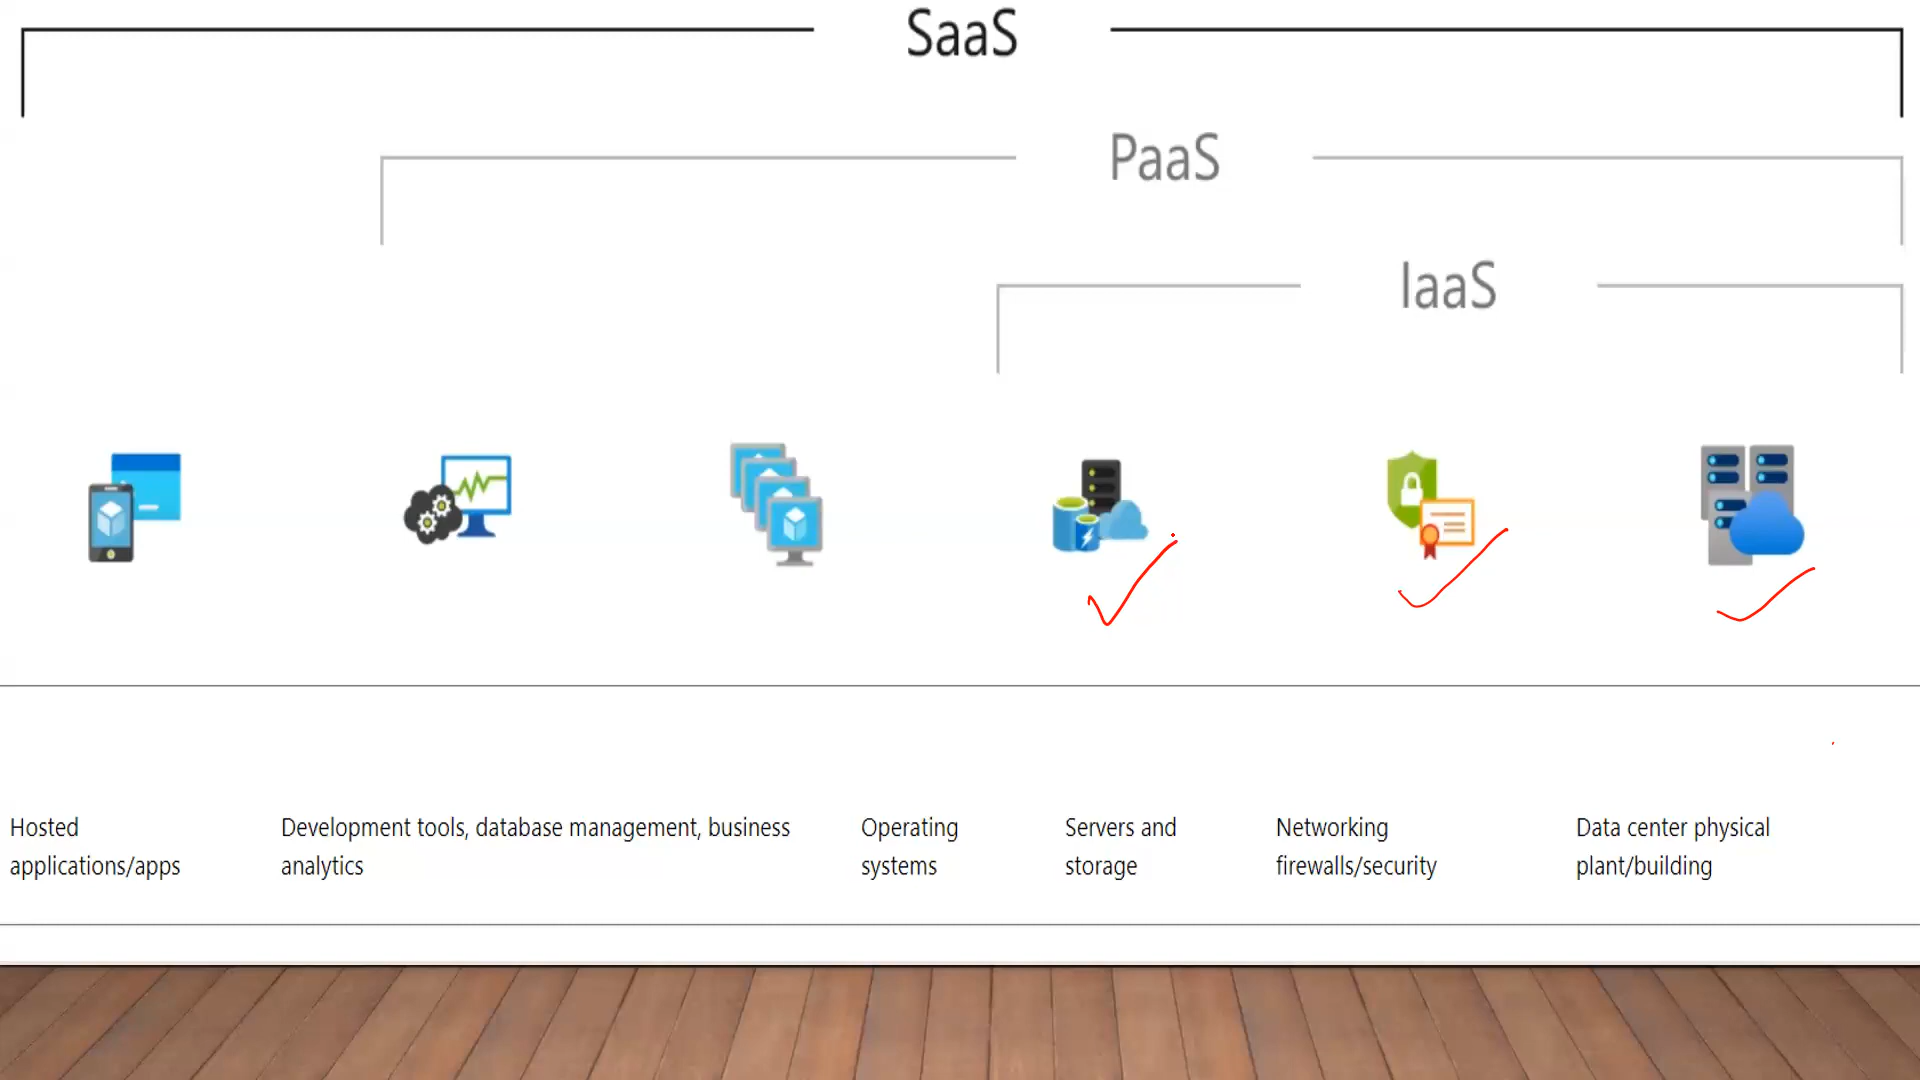 SaaS
PaaS
IaaS
Hosted
applications/apps
Development tools, database management, business
analytics
Operating
systems
Servers and
storage
Networking
firewalls/security
Data center physical
plant/building